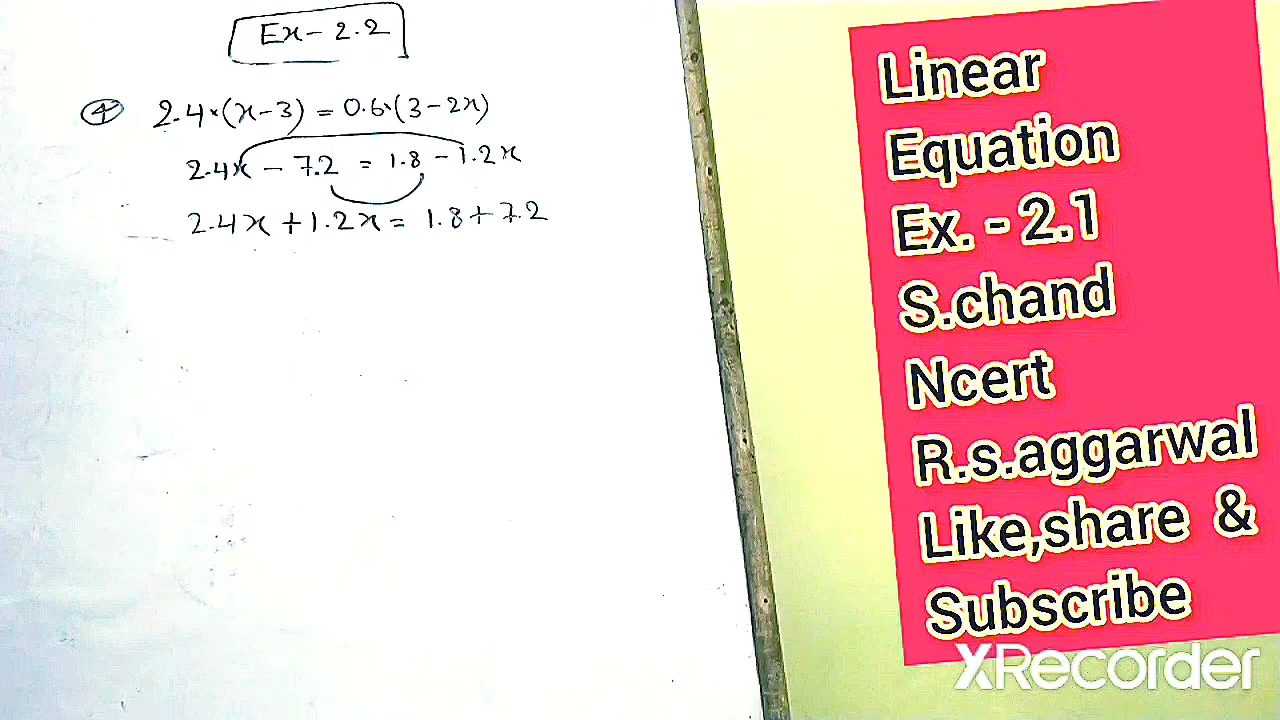 Ex - 2.2
④ 2.4·(x-3) = 0.6·(3-2x)
2.4x - 7.2 = 1.8 - 1.2x
2.4x + 1.2x = 1.8 + 7.2
Linear
Equation
Ex. - 2.1
S.chand
Ncert
R.s.aggarwal
Like,share &
Subscribe
XRecorder